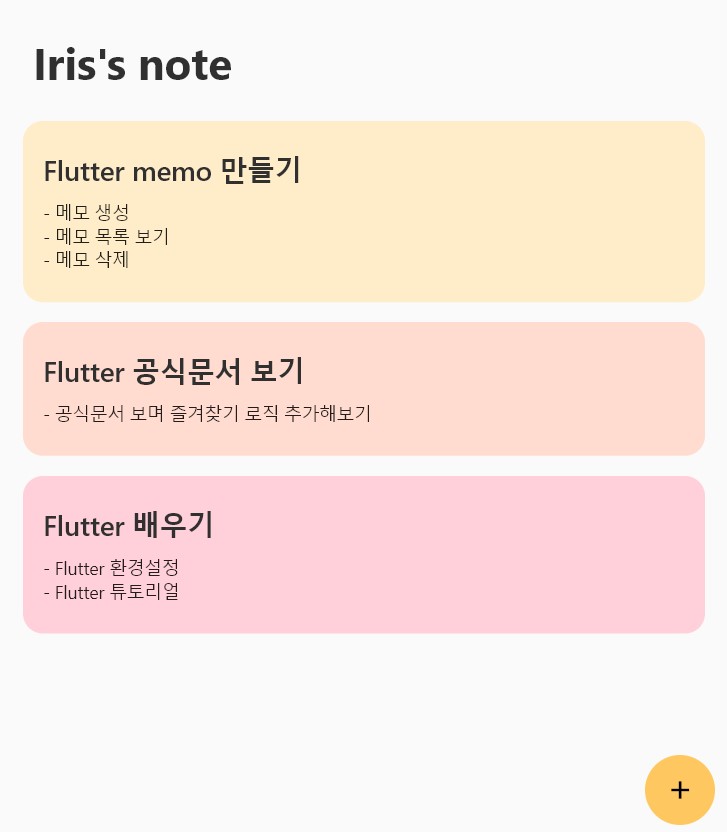 Iris's note
Flutter memo 만들기
- 메모 생성
- 메모 목록 보기
- 메모 삭제
Flutter 공식문서 보기
- 공식문서 보며 즐겨찾기 로직 추가해보기
Flutter 배우기
- Flutter 환경설정
- Flutter 튜토리얼
+